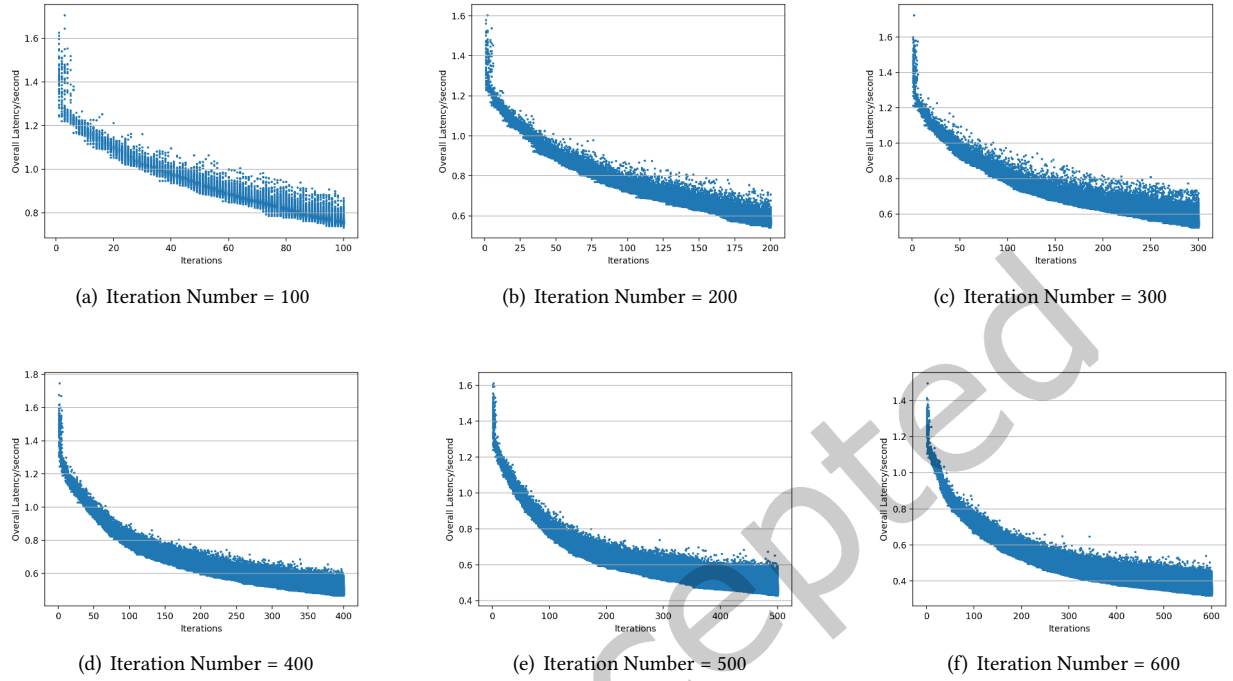 1.6
1.4
1.2
1.0
0.8
Overall Latency/second
0 20 40 60 80 100
Iterations
(a) Iteration Number = 100
1.6
1.4
1.2
1.0
0.8
0.6
Overall Latency/second
0 25 50 75 100 125 150 175 200
Iterations
(b) Iteration Number = 200
1.6
1.4
1.2
1.0
0.8
0.6
Overall Latency/second
0 50 100 150 200 250 300
Iterations
(c) Iteration Number = 300
1.8
1.6
1.4
1.2
1.0
0.8
0.6
Overall Latency/second
0 50 100 150 200 250 300 350 400
Iterations
(d) Iteration Number = 400
1.6
1.4
1.2
1.0
0.8
0.6
0.4
Overall Latency/second
0 100 200 300 400 500
Iterations
(e) Iteration Number = 500
1.4
1.2
1.0
0.8
0.6
0.4
Overall Latency/second
0 100 200 300 400 500 600
Iterations
(f) Iteration Number = 600
cepted